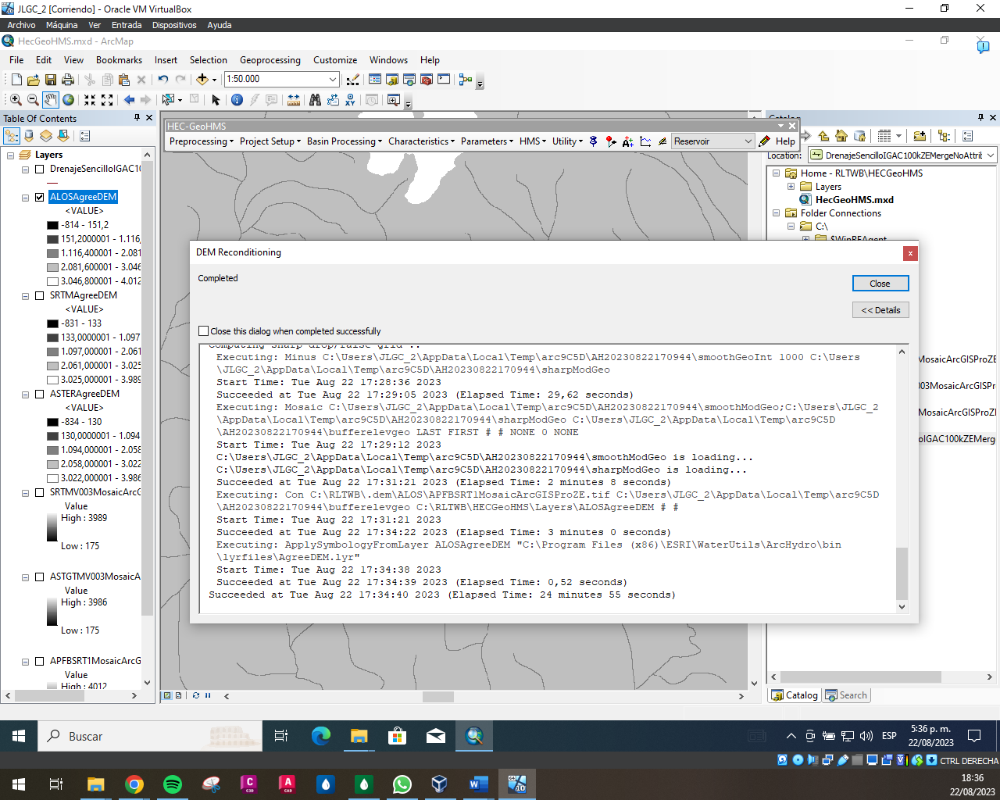 JLGC_2 [Corriendo] - Oracle VM VirtualBox
Archivo Máquina Ver Entrada Dispositivos Ayuda
HecGeoHMS.mxd - ArcMap
File Edit View Bookmarks Insert Selection Geoprocessing Customize Windows Help
1:50.000
Table Of Contents
Layers
DrenajeSencilloIGAC10
ALOSAgreeDEM
<VALUE>
-814 - 151,2
151,2000001 - 1.116,
1.116,400001 - 2.081
2.081,600001 - 3.046
3.046,800001 - 4.012
SRTMAgreeDEM
<VALUE>
-831 - 133
133,0000001 - 1.097
1.097,000001 - 2.061
2.061,000001 - 3.025
3.025,000001 - 3.989
ASTERAgreeDEM
<VALUE>
-834 - 130
130,0000001 - 1.094
1.094,000001 - 2.058
2.058,000001 - 3.022
3.022,000001 - 3.986
SRTMV003MosaicArcG
Value
High : 3989
Low : 175
ASTGTMV003MosaicA
Value
High : 3986
Low : 175
APFBSRT1MosaicArcG
Value
High : 4012
HEC-GeoHMS
Preprocessing Project Setup Basin Processing Characteristics Parameters HMS Utility Reservoir Help
DEM Reconditioning
Completed
Close
<< Details
Close this dialog when completed successfully
Computing sharp drop/raise grid ..
Executing: Minus C:\Users\JLGC_2\AppData\Local\Temp\arc9C5D\AH20230822170944\smoothGeoInt 1000 C:\Users
\JLGC_2\AppData\Local\Temp\arc9C5D\AH20230822170944\sharpModGeo
Start Time: Tue Aug 22 17:28:36 2023
Succeeded at Tue Aug 22 17:29:05 2023 (Elapsed Time: 29,62 seconds)
Executing: Mosaic C:\Users\JLGC_2\AppData\Local\Temp\arc9C5D\AH20230822170944\smoothModGeo;C:\Users\JLGC_2
\AppData\Local\Temp\arc9C5D\AH20230822170944\sharpModGeo C:\Users\JLGC_2\AppData\Local\Temp\arc9C5D
\AH20230822170944\bufferelevgeo LAST FIRST # # NONE 0 NONE
Start Time: Tue Aug 22 17:29:12 2023
C:\Users\JLGC_2\AppData\Local\Temp\arc9C5D\AH20230822170944\smoothModGeo is loading...
C:\Users\JLGC_2\AppData\Local\Temp\arc9C5D\AH20230822170944\sharpModGeo is loading...
Succeeded at Tue Aug 22 17:31:21 2023 (Elapsed Time: 2 minutes 8 seconds)
Executing: Con C:\RLTWB\.dem\ALOS\APFBSRT1MosaicArcGISProZE.tif C:\Users\JLGC_2\AppData\Local\Temp\arc9C5D
\AH20230822170944\bufferelevgeo C:\RLTWB\HECGeoHMS\Layers\ALOSAgreeDEM # #
Start Time: Tue Aug 22 17:31:21 2023
Succeeded at Tue Aug 22 17:34:22 2023 (Elapsed Time: 3 minutes 0 seconds)
Executing: ApplySymbologyFromLayer ALOSAgreeDEM "C:\Program Files (x86)\ESRI\WaterUtils\ArcHydro\bin
\lyrfiles\AgreeDEM.lyr"
Start Time: Tue Aug 22 17:34:38 2023
Succeeded at Tue Aug 22 17:34:39 2023 (Elapsed Time: 0,52 seconds)
Succeeded at Tue Aug 22 17:34:40 2023 (Elapsed Time: 24 minutes 55 seconds)
Location: DrenajeSencilloIGAC100kZEMergeNoAttrib
Home - RLTWB\HECGeoHMS
Layers
HecGeoHMS.mxd
Folder Connections
C:\
$WinREAgent
MosaicArcGISProZE
003MosaicArcGISPr
MosaicArcGISProZE
oIGAC100kZEMerg
Catalog Search
Buscar
ESP
5:36 p. m.
22/08/2023
CTRL DERECHA
18:36
22/08/2023